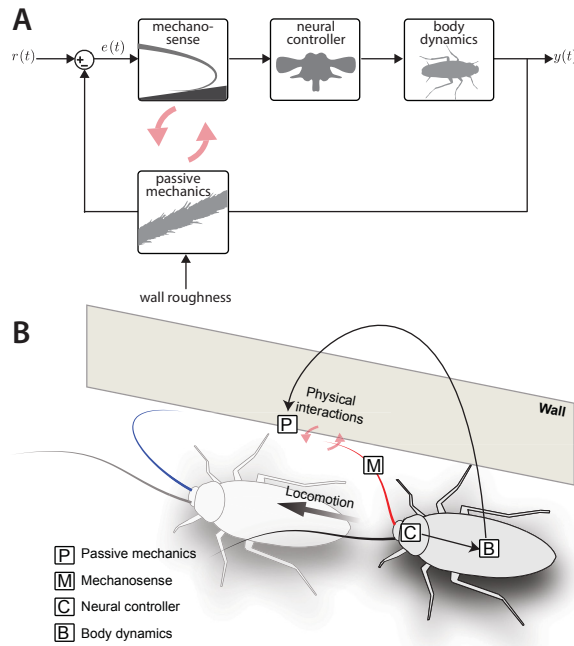 A
mechano-
sense
neural
controller
body
dynamics
r(t)
+
−
e(t)
y(t)
passive
mechanics
wall roughness
B
Physical
interactions
Wall
P
M
Locomotion
C
B
P Passive mechanics
M Mechanosense
C Neural controller
B Body dynamics